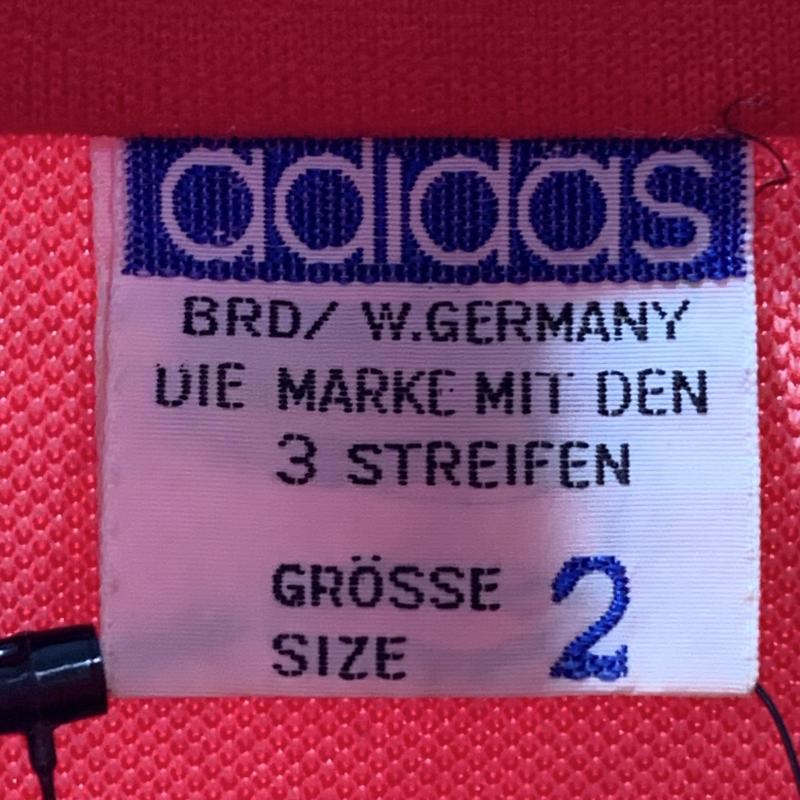 adidas
BRD/ W.GERMANY
DIE MARKE MIT DEN
3 STREIFEN
GRÖSSE 2
SIZE